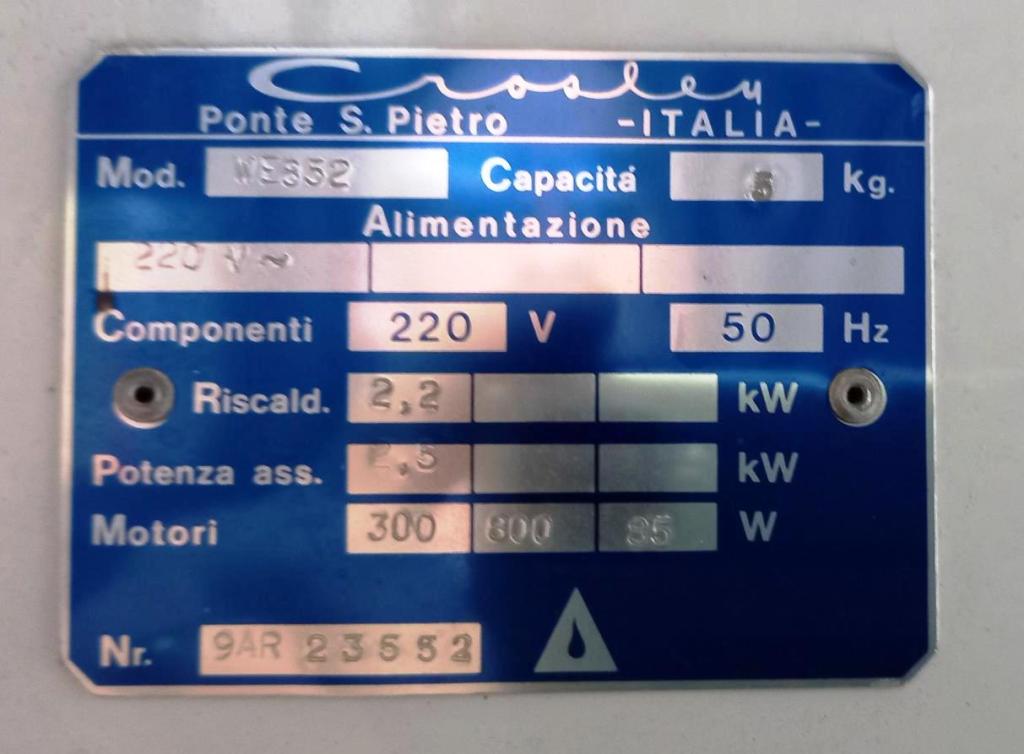 Crosley
Ponte S. Pietro -ITALIA-
Mod. WE352 Capacitá 5 kg.
Alimentazione
220 V~
Componenti 220 V 50 Hz
Riscald. 2,2 kW
Potenza ass. 2,5 kW
Motori 300 800 85 W
Nr. 9AR 23552